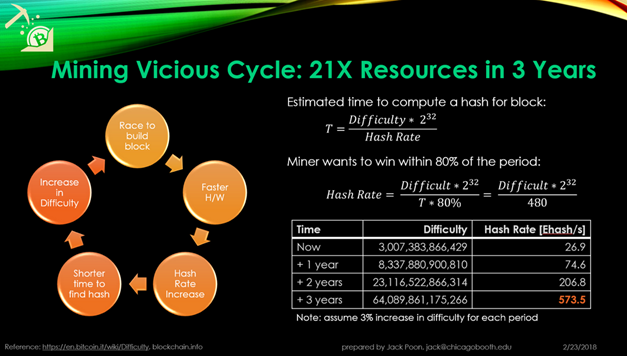 Mining Vicious Cycle: 21X Resources in 3 Years
Race to
build
block
Faster
H/W
Hash
Rate
Increase
Shorter
time to
find hash
Increase
in
Difficulty
Estimated time to compute a hash for block:
T = Difficulty * 2^32 / Hash Rate
Miner wants to win within 80% of the period:
Hash Rate = Difficult * 2^32 / T * 80% = Difficult * 2^32 / 480
Time Difficulty Hash Rate [Ehash/s]
Now 3,007,383,866,429 26.9
+ 1 year 8,337,880,900,810 74.6
+ 2 years 23,116,522,866,314 206.8
+ 3 years 64,089,861,175,266 573.5
Note: assume 3% increase in difficulty for each period
Reference: https://en.bitcoin.it/wiki/Difficulty, blockchain.info
prepared by Jack Poon, jack@chicagobooth.edu
2/23/2018